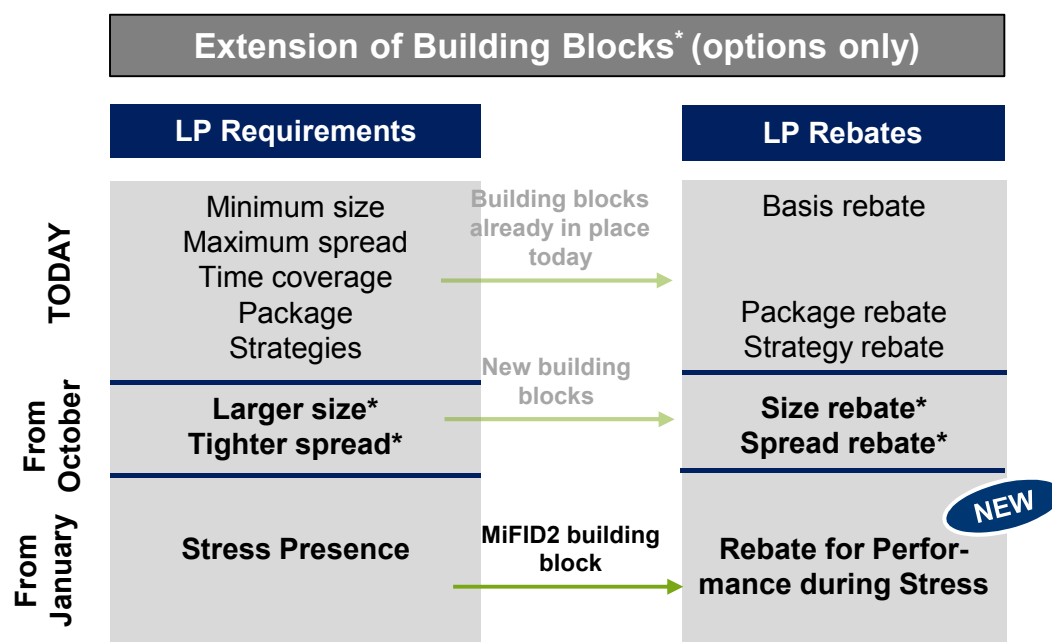 Extension of Building Blocks* (options only)
LP Requirements
LP Rebates
TODAY
Minimum size
Maximum spread
Time coverage
Package
Strategies
Building blocks
already in place
today
Basis rebate
Package rebate
Strategy rebate
From
October
Larger size*
Tighter spread*
New building
blocks
Size rebate*
Spread rebate*
From
January
Stress Presence
MiFID2 building
block
NEW
Rebate for Perfor-
mance during Stress